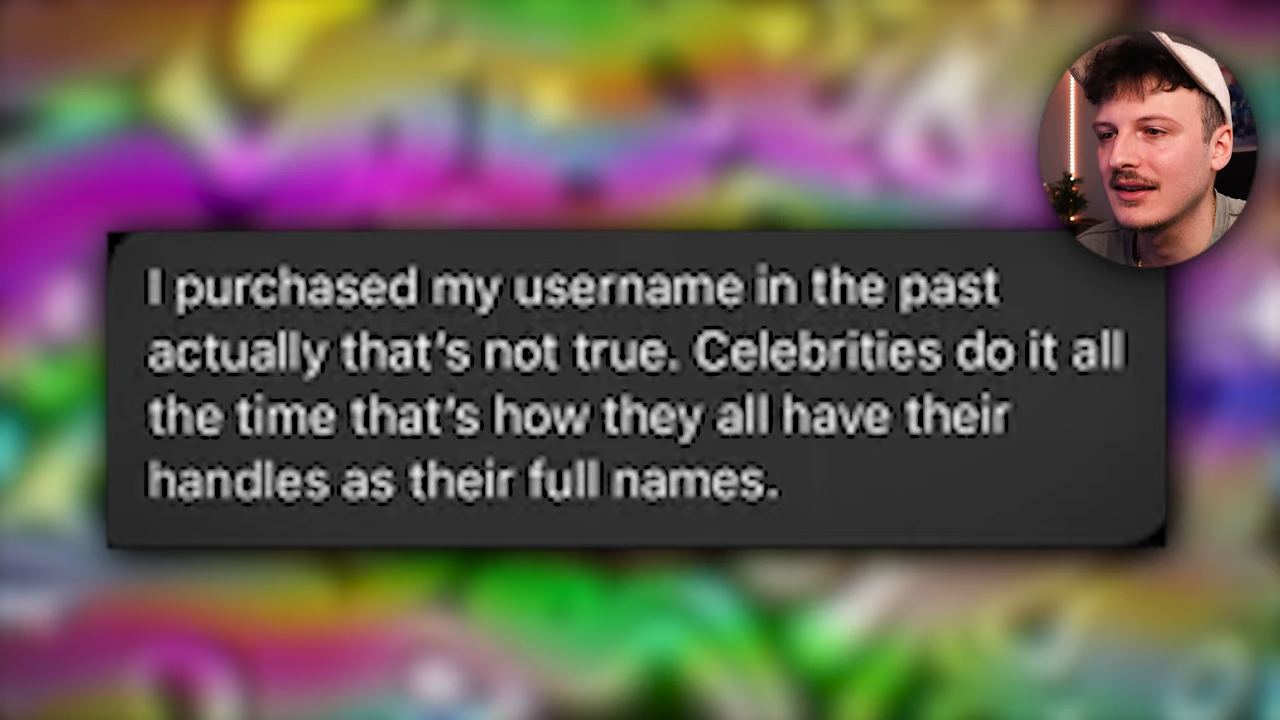 I purchased my username in the past
actually that's not true. Celebrities do it all
the time that's how they all have their
handles as their full names.